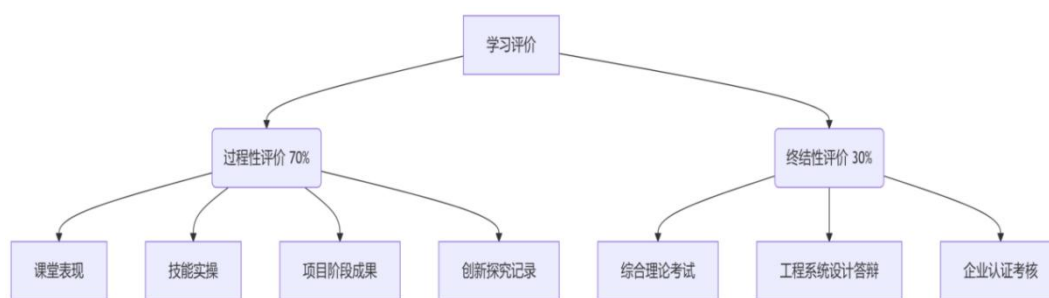 学习评价
过程性评价 70%
终结性评价 30%
课堂表现
技能实操
项目阶段成果
创新探究记录
综合理论考试
工程系统设计答辩
企业认证考核